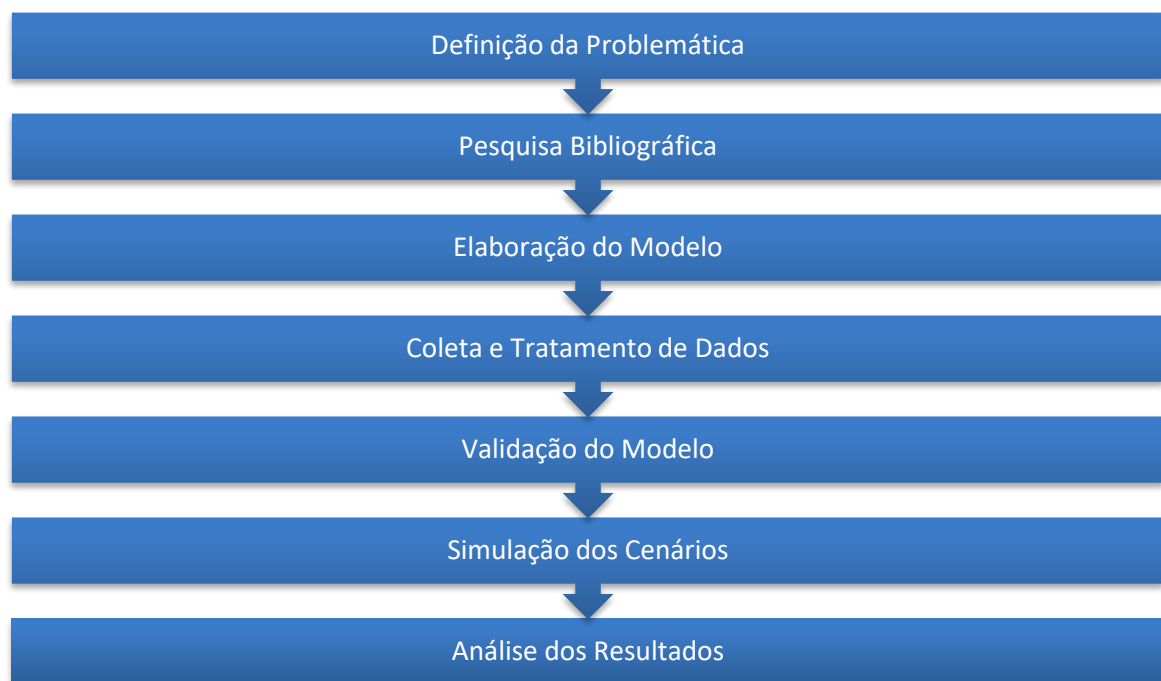 Definição da Problemática
Pesquisa Bibliográfica
Elaboração do Modelo
Coleta e Tratamento de Dados
Validação do Modelo
Simulação dos Cenários
Análise dos Resultados